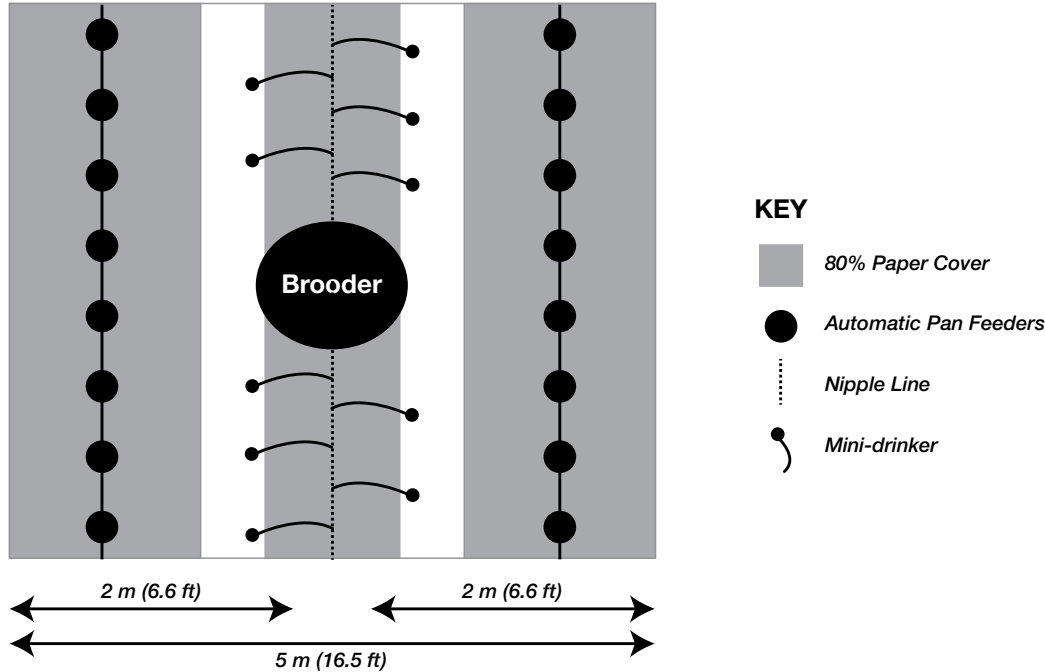 Brooder
KEY
80% Paper Cover
Automatic Pan Feeders
Nipple Line
Mini-drinker
2 m (6.6 ft)
2 m (6.6 ft)
5 m (16.5 ft)